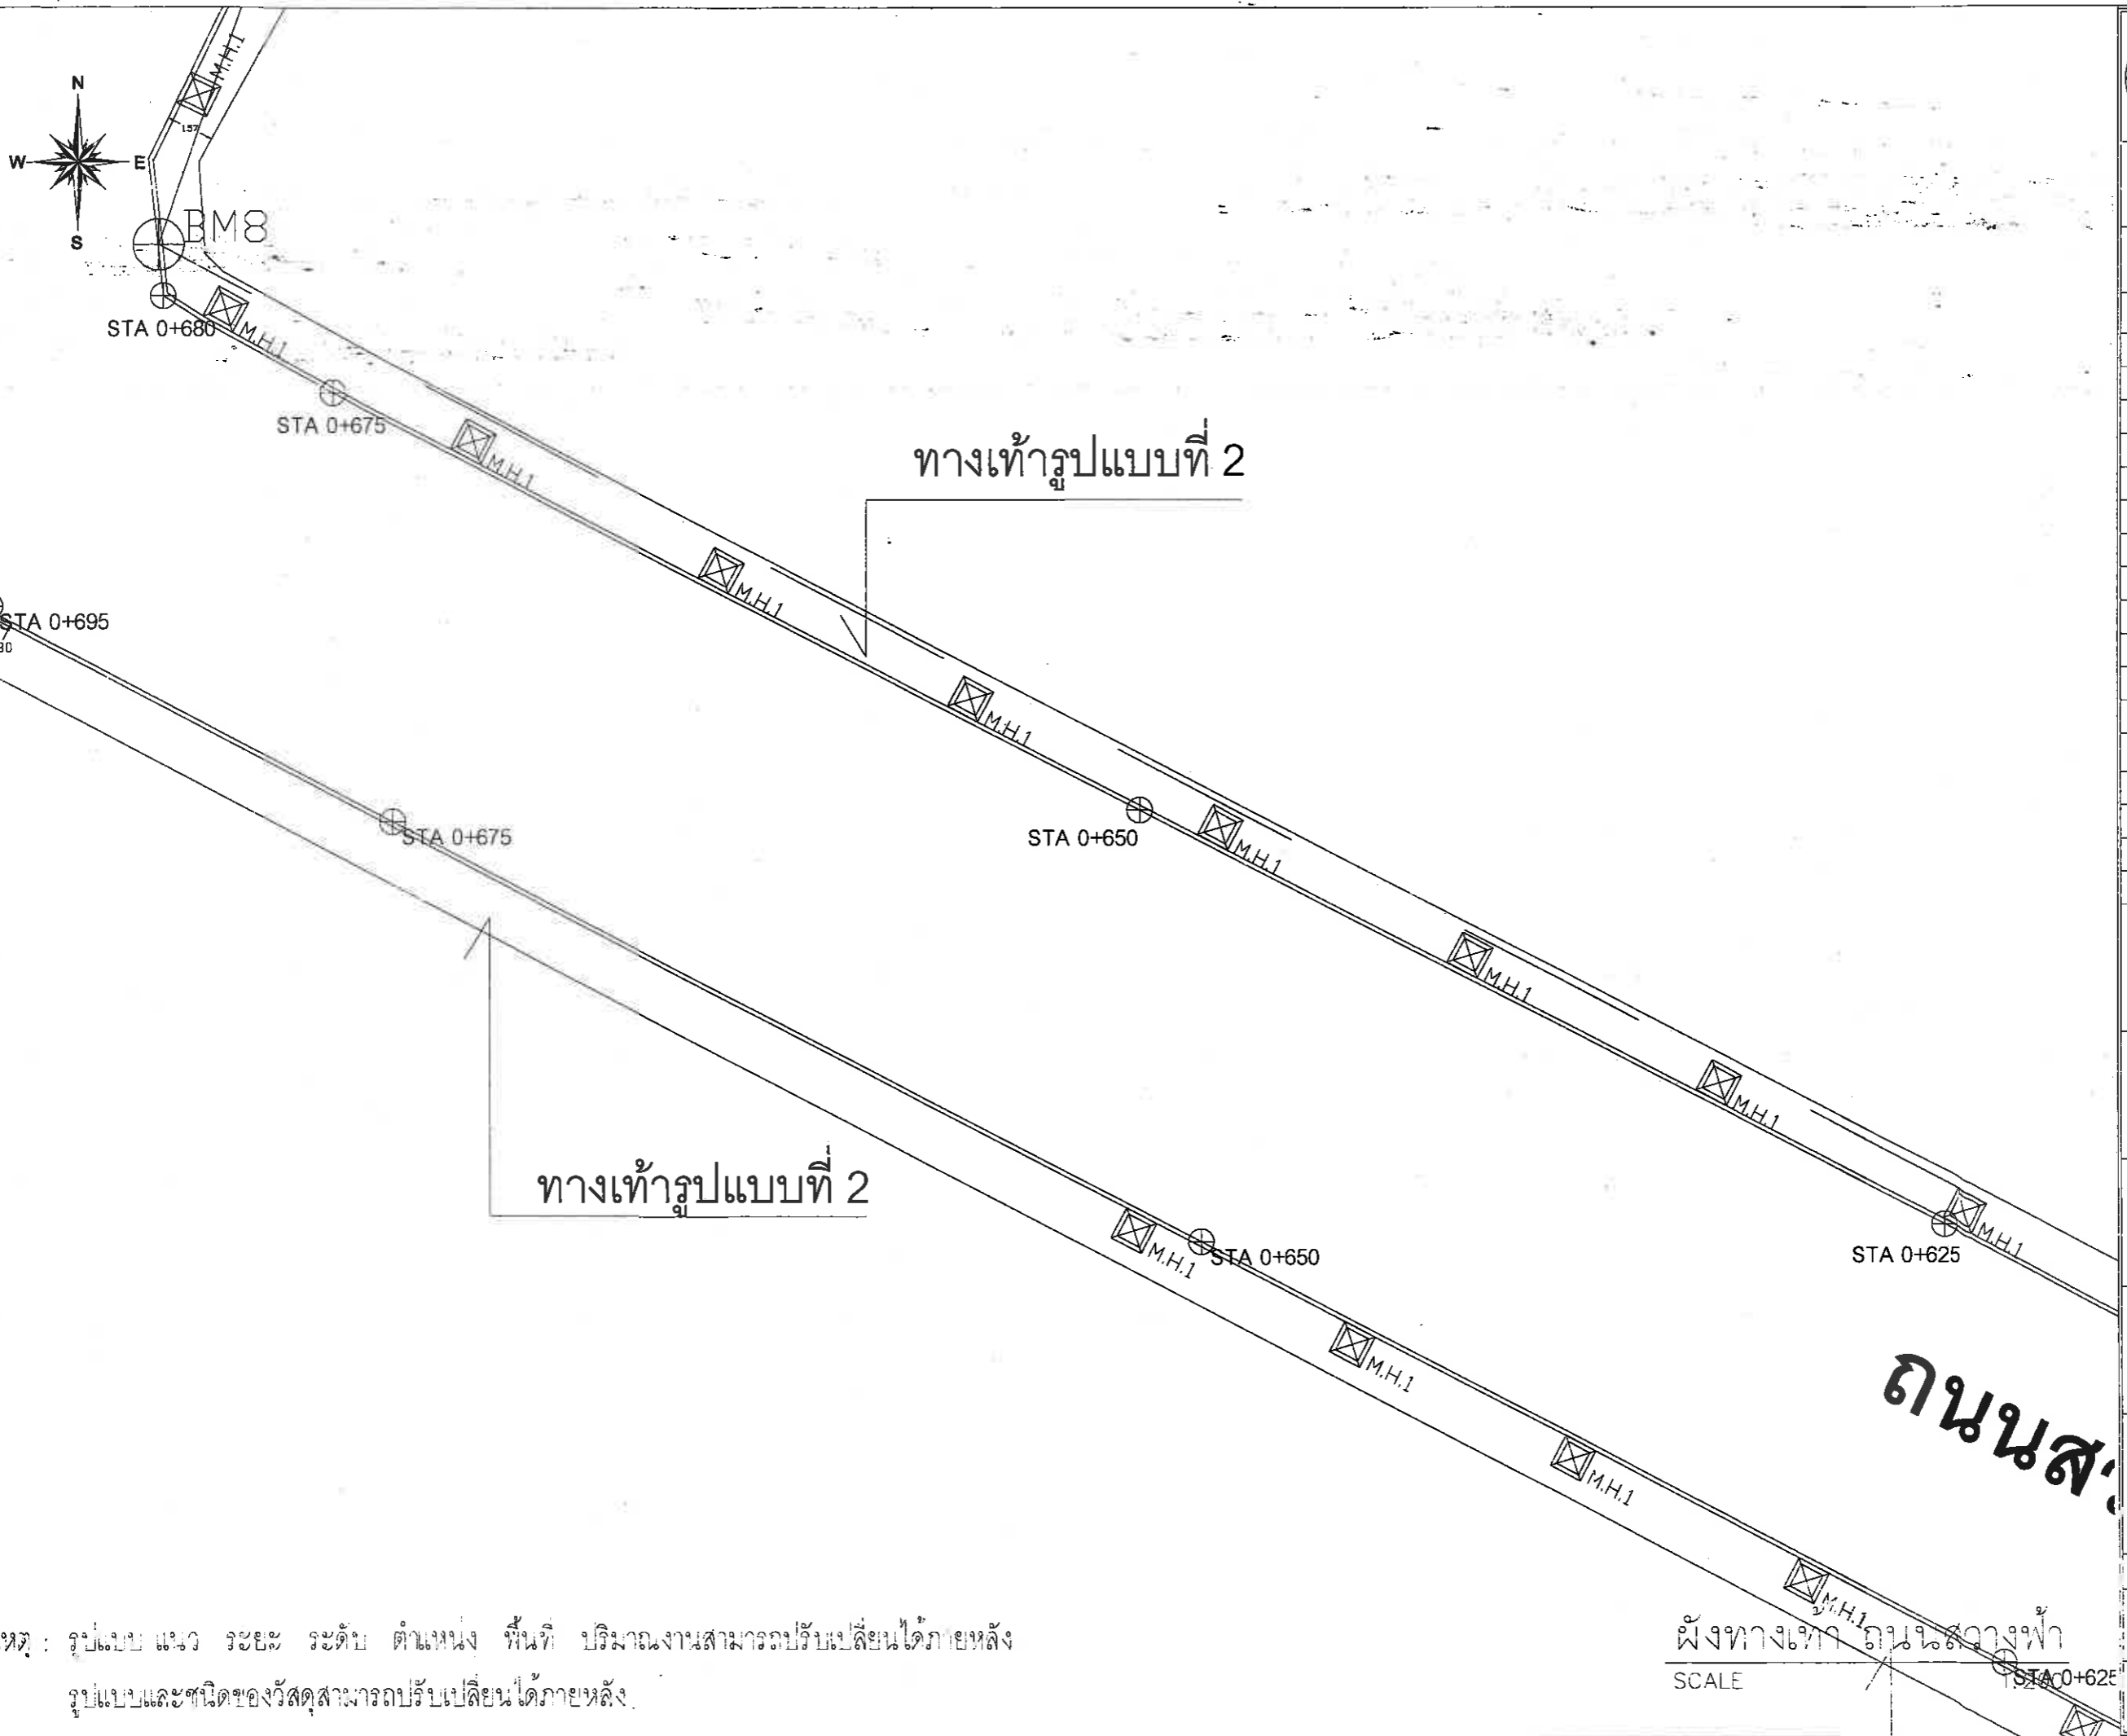 M.H.1
N
1.57
W E
BM8
S
STA 0+680
M.H.1
STA 0+675
M.H.1
ทางเท้ารูปแบบที่ 2
M.H.1
STA 0+695
M.H.1
STA 0+675
STA 0+650
M.H.1
M.H.1
M.H.1
ทางเท้ารูปแบบที่ 2
M.H.1
STA 0+625
M.H.1
STA 0+650
M.H.1
M.H.1
M.H.1
หตุ : รูปแบบ แนว ระยะ ระดับ ตำแหน่ง พื้นที่ ปริมาณงานสามารถปรับเปลี่ยนได้ภายหลัง
รูปแบบและชนิดของวัสดุสามารถปรับเปลี่ยนได้ภายหลัง
ผังทางเท้า ถนนสว่างฟ้า
SCALE
STA 0+625